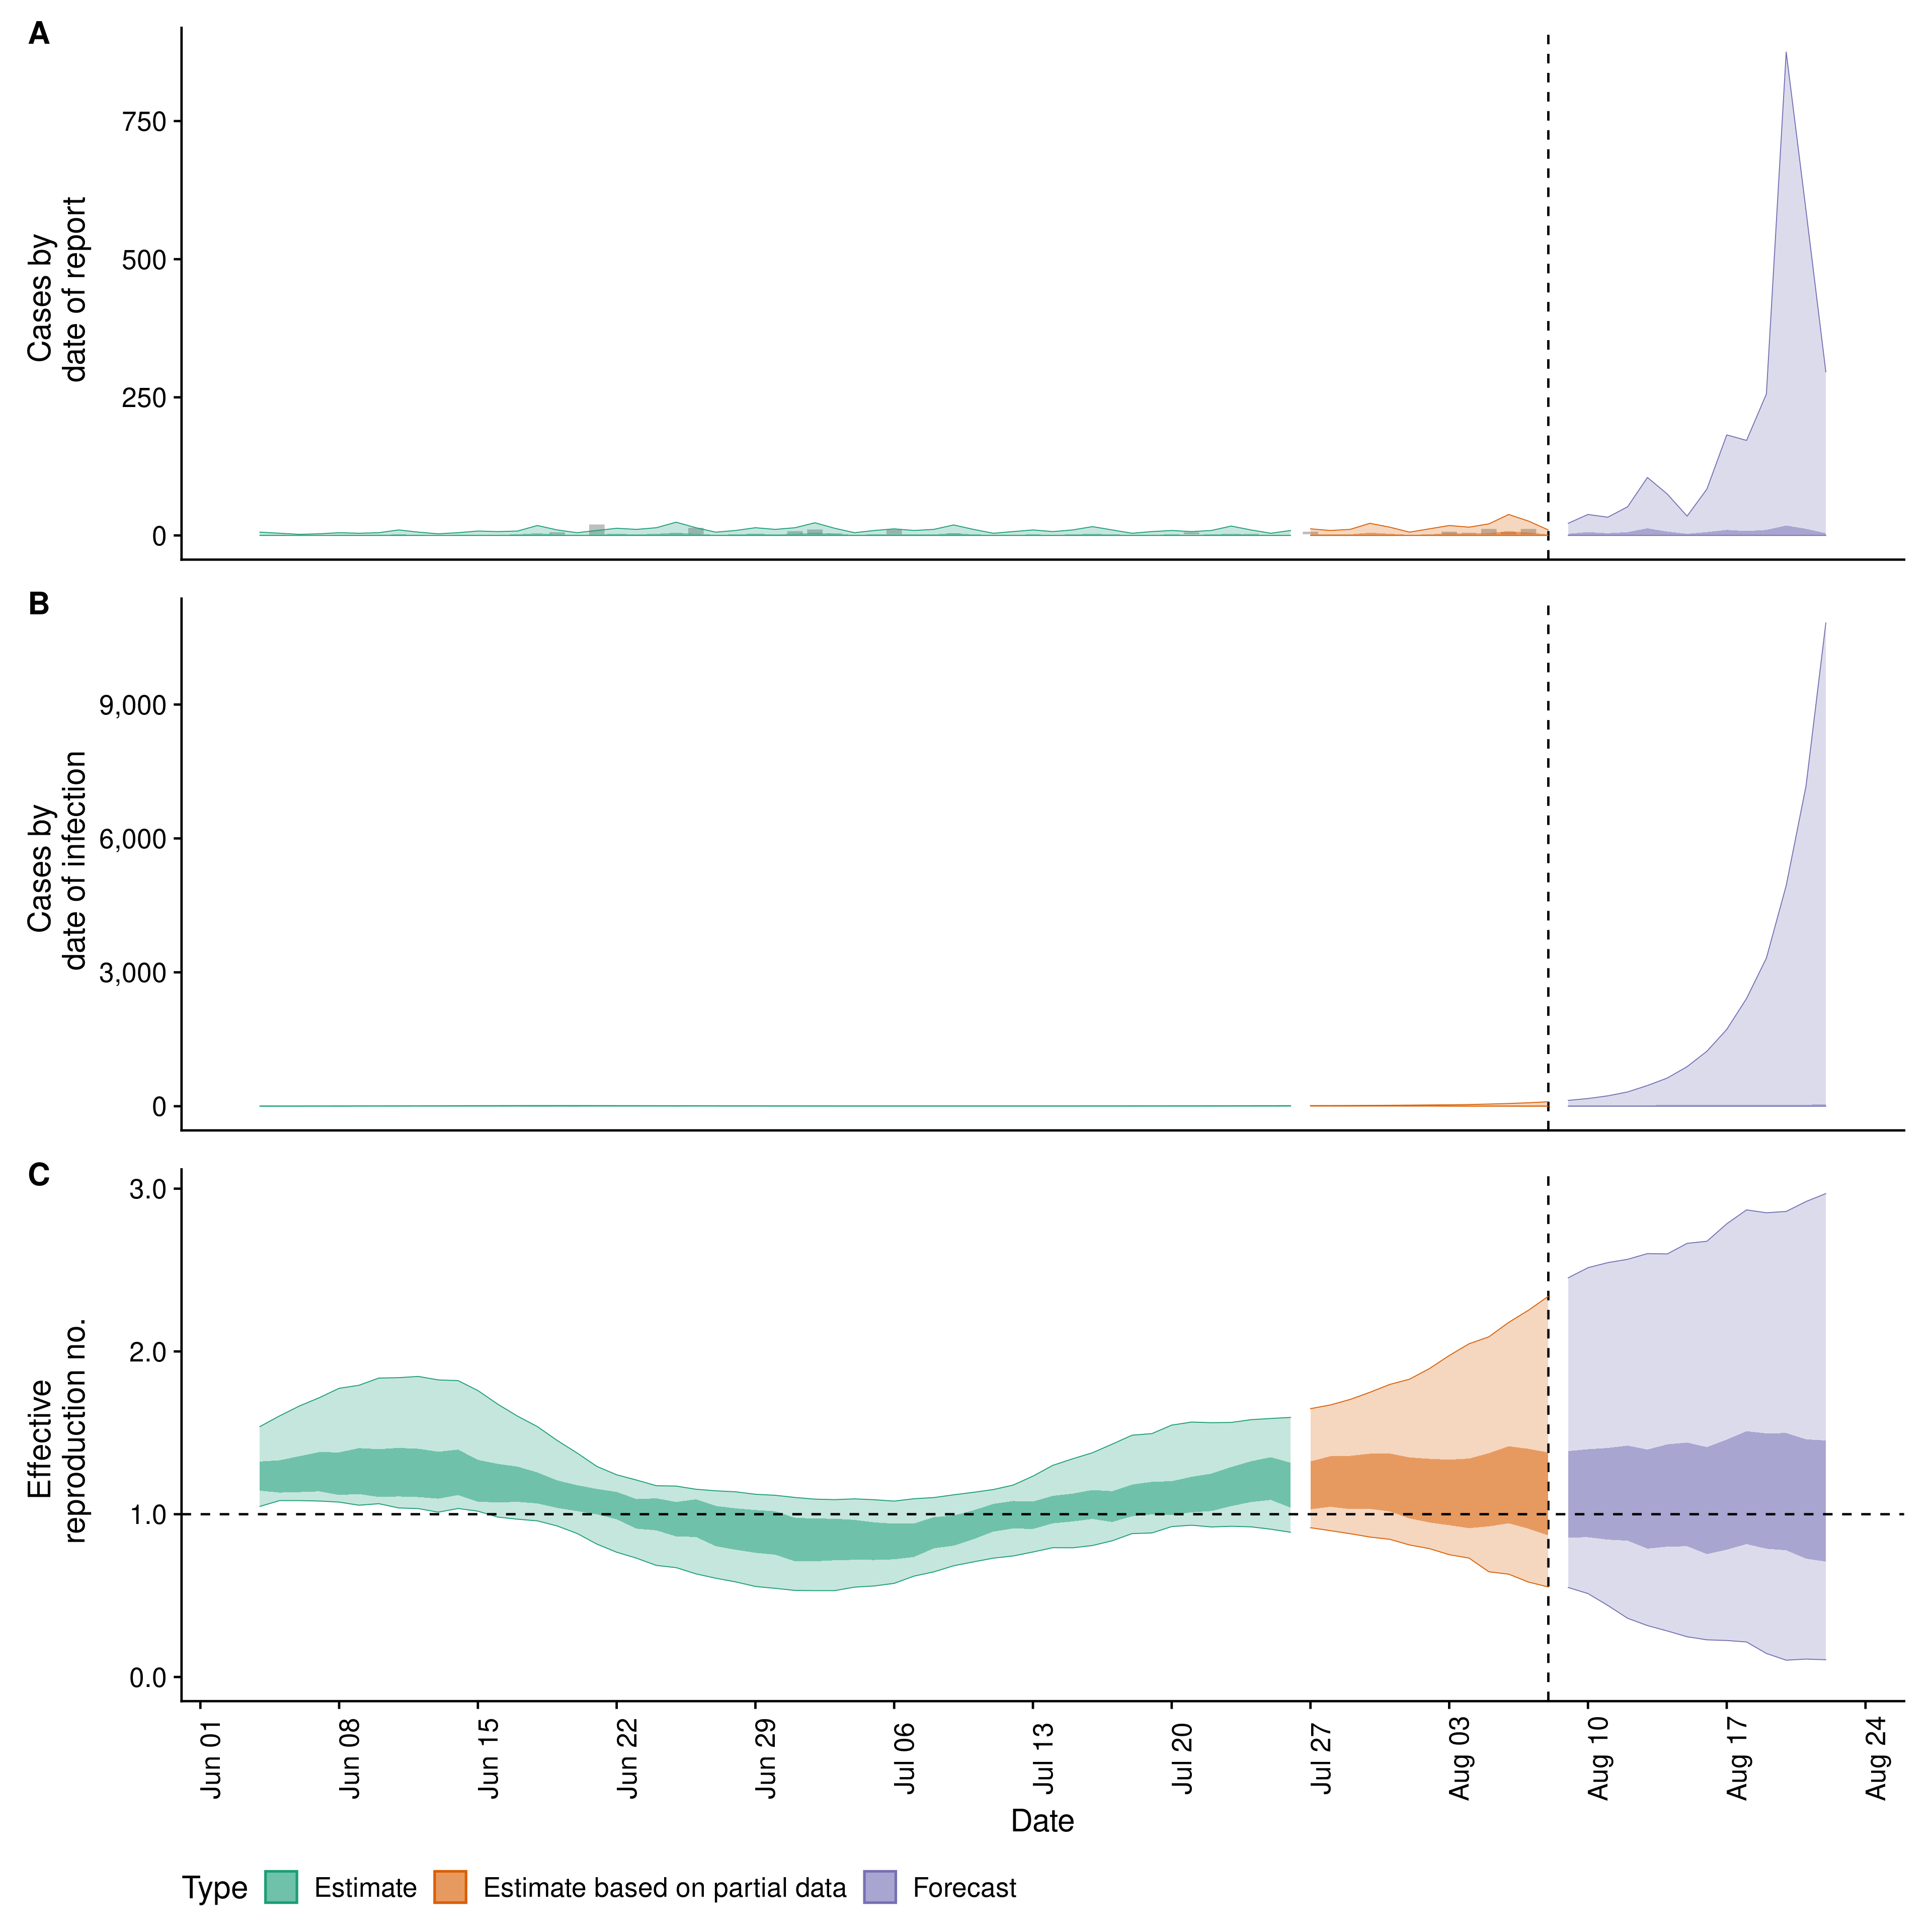 A
Cases by
date of report
750
500
250
0
B
Cases by
date of infection
9,000
6,000
3,000
0
C
Effective
reproduction no.
3.0
2.0
1.0
0.0
Jun 01
Jun 08
Jun 15
Jun 22
Jun 29
Jul 06
Jul 13
Jul 20
Jul 27
Aug 03
Aug 10
Aug 17
Aug 24
Date
Type Estimate Estimate based on partial data Forecast